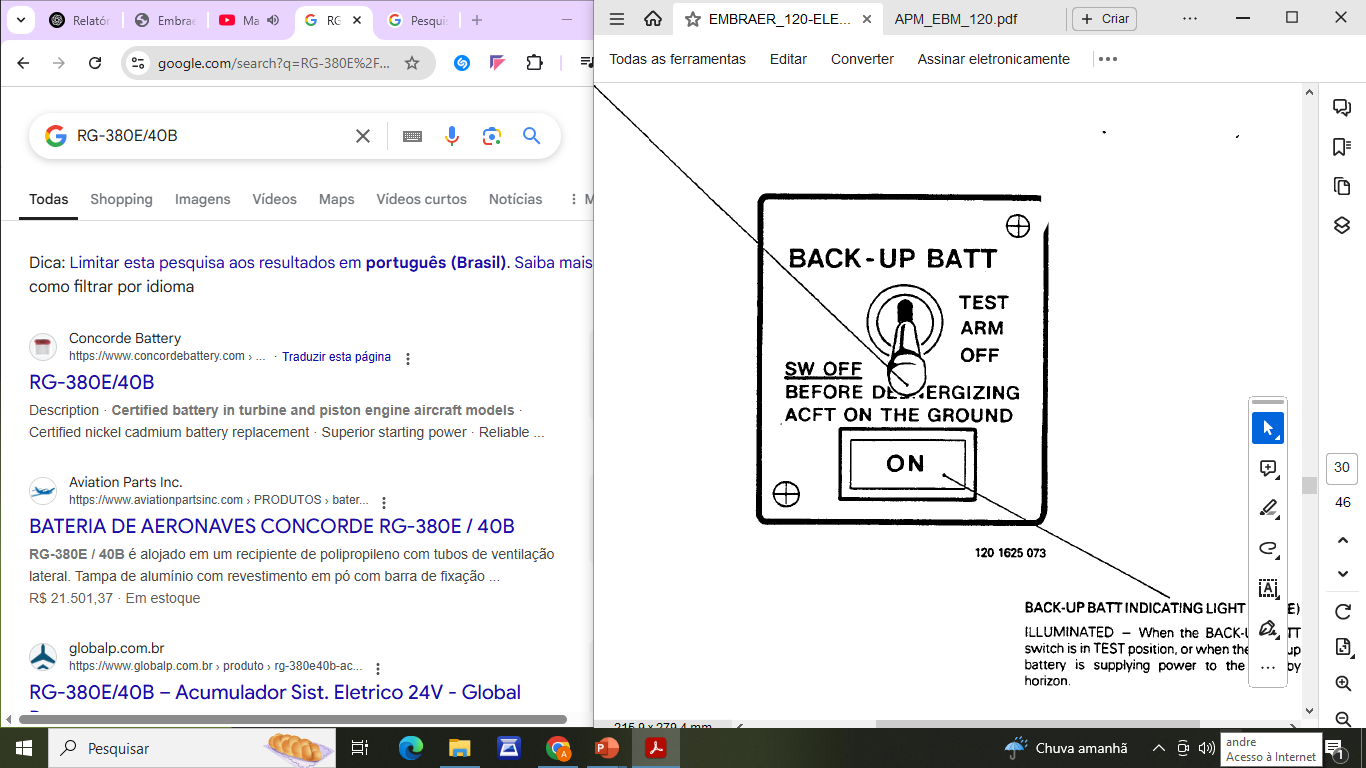 Relatór
Embrae
Ma
RG
Pesquis
google.com/search?q=RG-380E%2F...
RG-380E/40B
Todas
Shopping
Imagens
Vídeos
Maps
Vídeos curtos
Notícias
M
Dica: Limitar esta pesquisa aos resultados em português (Brasil). Saiba mais
como filtrar por idioma
Concorde Battery
https://www.concordebattery.com › ... · Traduzir esta página
RG-380E/40B
Description · Certified battery in turbine and piston engine aircraft models ·
Certified nickel cadmium battery replacement · Superior starting power · Reliable ...
Aviation Parts Inc.
https://www.aviationpartsinc.com › PRODUTOS › bater...
BATERIA DE AERONAVES CONCORDE RG-380E / 40B
RG-380E / 40B é alojado em um recipiente de polipropileno com tubos de ventilação
lateral. Tampa de alumínio com revestimento em pó com barra de fixação ...
R$ 21.501,37 · Em estoque
globalp.com.br
https://www.globalp.com.br › produto › rg-380e40b-ac...
RG-380E/40B – Acumulador Sist. Eletrico 24V - Global
EMBRAER_120-ELE...
APM_EBM_120.pdf
Criar
Todas as ferramentas
Editar
Converter
Assinar eletronicamente
BACK-UP BATT
TEST
ARM
OFF
SW OFF
BEFORE DE ERGIZING
ACFT ON THE GROUND
ON
120 1625 073
BACK-UP BATT INDICATING LIGHT E)
ILLUMINATED – When the BACK-U TT
switch is in TEST position, or when the up
battery is supplying power to the by
horizon.
30
46
215,9 x 279,4 mm
Pesquisar
Chuva amanhã
andre
Acesso à Internet
1